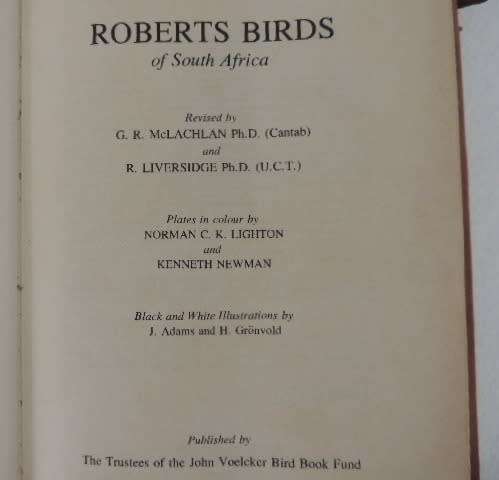 ROBERTS BIRDS
of South Africa
Revised by
G. R. McLACHLAN Ph.D. (Cantab)
and
R. LIVERSIDGE Ph.D. (U.C.T.)
Plates in colour by
NORMAN C. K. LIGHTON
and
KENNETH NEWMAN
Black and White Illustrations by
J. Adams and H. Grönvold
Published by
The Trustees of the John Voelcker Bird Book Fund